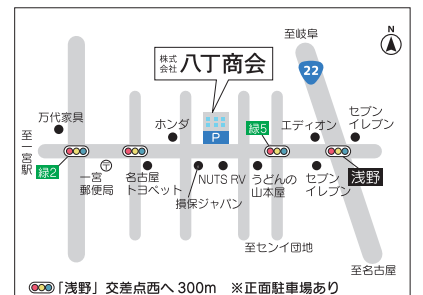 至岐阜
N
株式
会社 八丁商会
22
万代家具
ホンダ
P
緑5
エディオン
セブン
イレブン
至一宮駅
緑2
一宮
郵便局
名古屋
トヨペット
損保ジャパン
NUTS RV
うどんの
山本屋
セブン
イレブン
浅野
至センイ団地
至名古屋
「浅野」交差点西へ300m ※正面駐車場あり